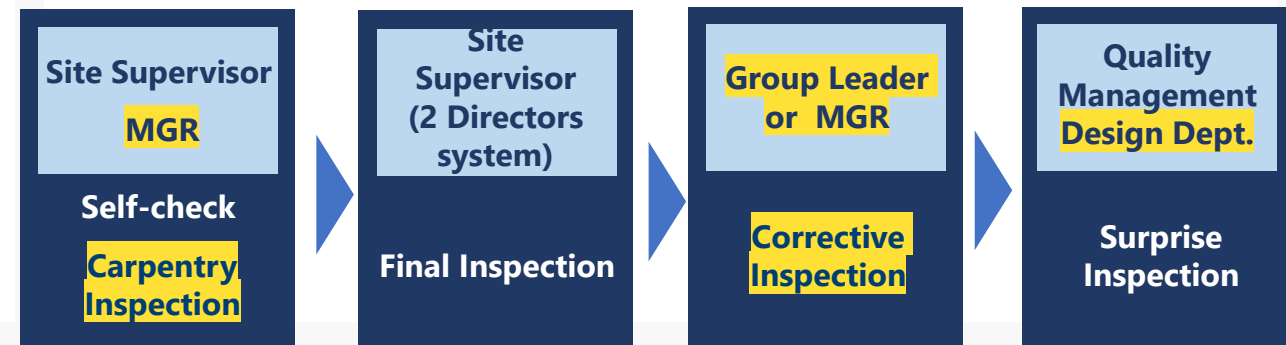 Site Supervisor
MGR
Self-check
Carpentry
Inspection
Site
Supervisor
(2 Directors
system)
Final Inspection
Group Leader
or MGR
Corrective
Inspection
Quality
Management
Design Dept.
Surprise
Inspection